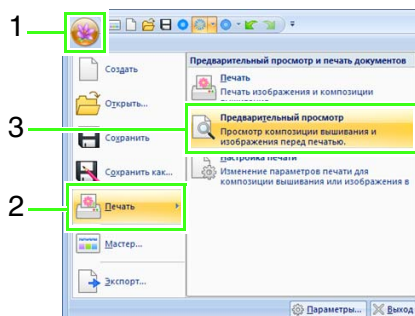 1
Предварительный просмотр и печать документов
Создать
Печать
Печать изображения и композиции
вышивания.
Открыть...
3
Предварительный просмотр
Просмотр композиции вышивания и
изображения перед печатью.
Сохранить
Настройка печати
Сохранить как...
Изменение параметров печати для
композиции вышивания или изображения в
2
Печать
Мастер...
Экспорт...
Параметры...
Выход